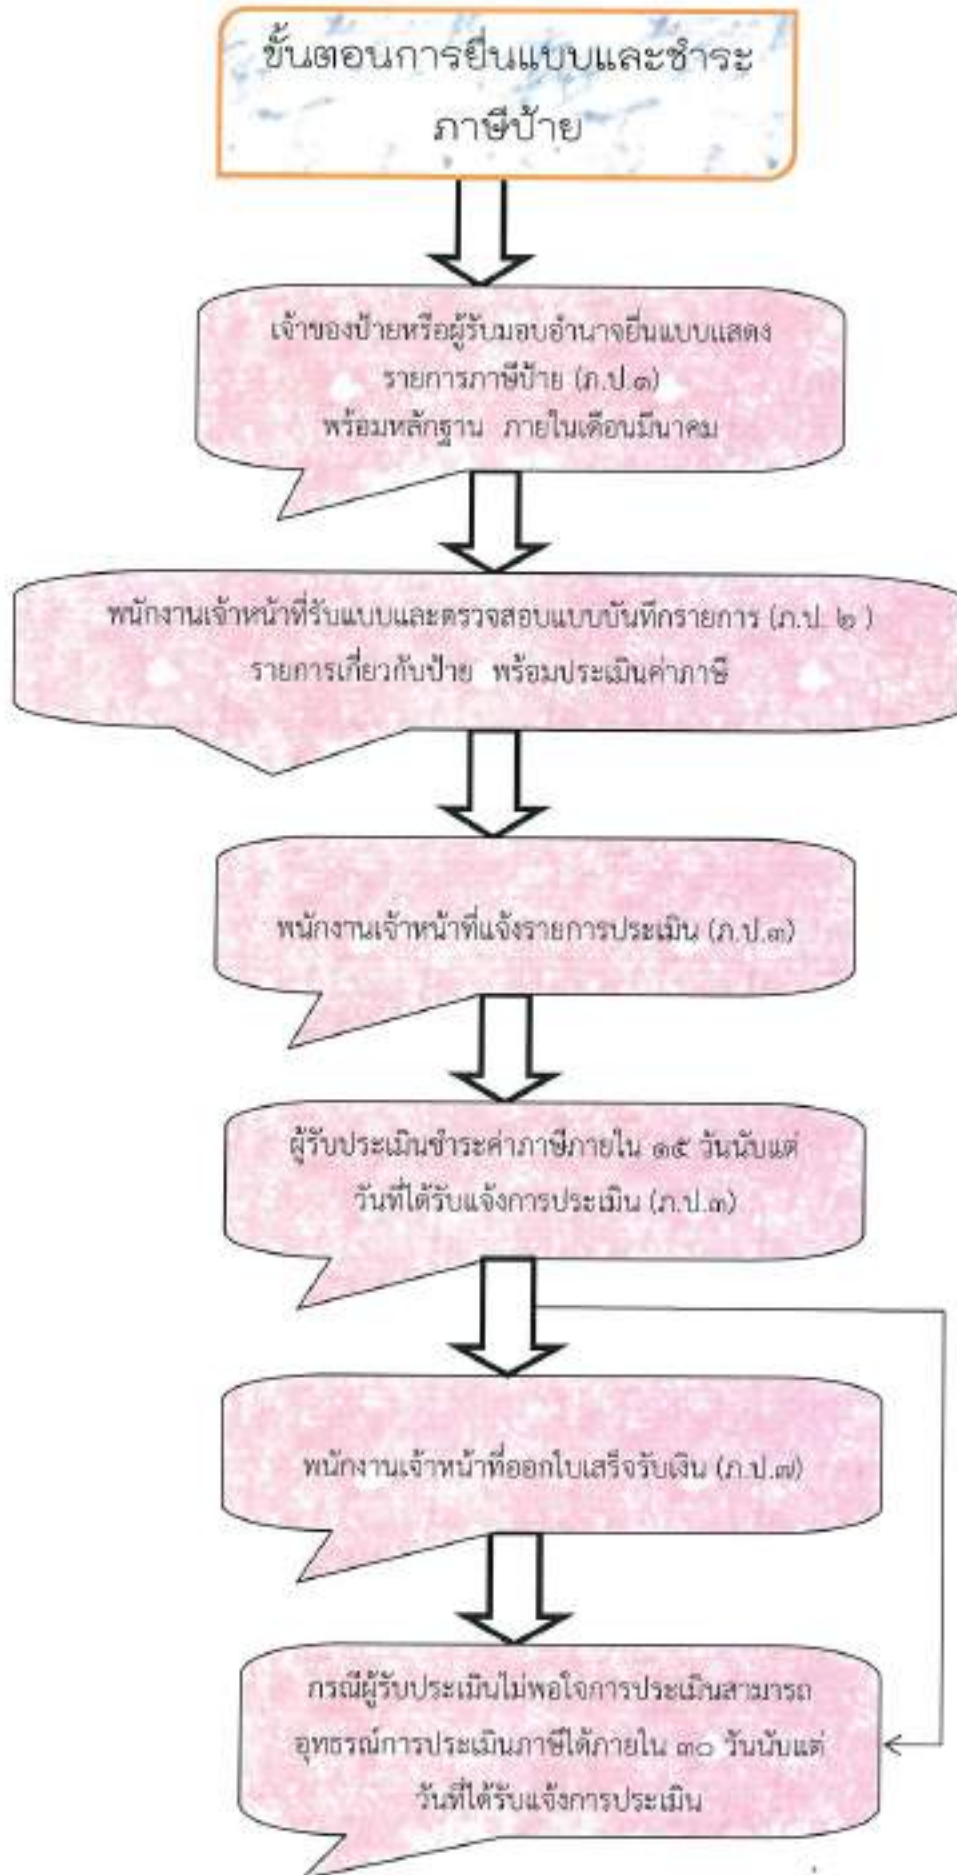 ขั้นตอนการยื่นแบบและชำระ
ภาษีป้าย
เจ้าของป้ายหรือผู้รับมอบอำนาจยื่นแบบแสดง
รายการภาษีป้าย (ภ.ป.๑)
พร้อมหลักฐาน ภายในเดือนมีนาคม
พนักงานเจ้าหน้าที่รับแบบและตรวจสอบแบบบันทึกรายการ (ภ.ป. ๒ )
รายการเกี่ยวกับป้าย พร้อมประเมินค่าภาษี
พนักงานเจ้าหน้าที่แจ้งรายการประเมิน (ภ.ป.๓)
ผู้รับประเมินชำระค่าภาษีภายใน ๑๕ วันนับแต่
วันที่ได้รับแจ้งการประเมิน (ภ.ป.๓)
พนักงานเจ้าหน้าที่ออกใบเสร็จรับเงิน (ภ.ป.๗)
กรณีผู้รับประเมินไม่พอใจการประเมินสามารถ
อุทธรณ์การประเมินภาษีได้ภายใน ๓๐ วันนับแต่
วันที่ได้รับแจ้งการประเมิน